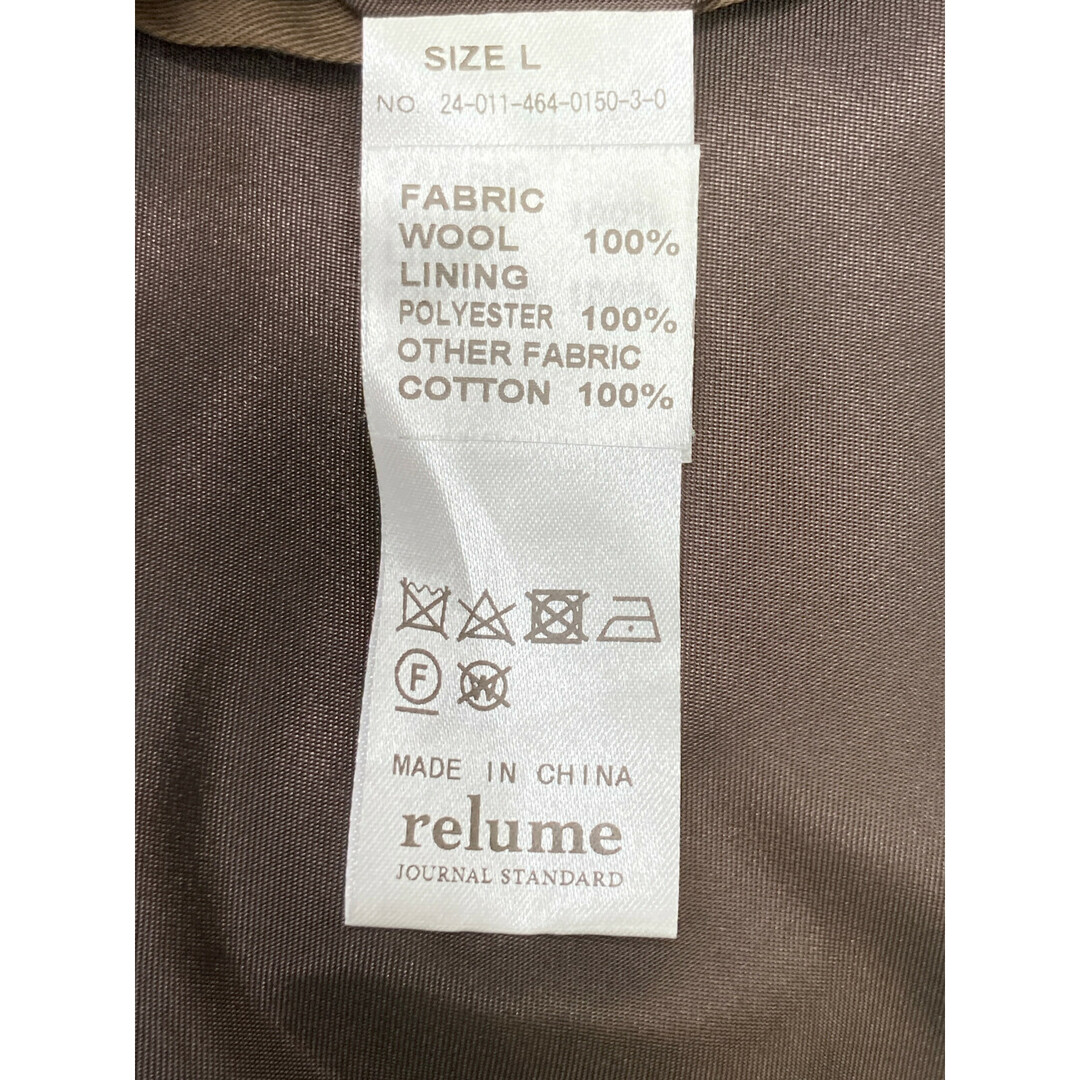 SIZE L
NO. 24-011-464-0150-3-0
FABRIC
WOOL 100%
LINING
POLYESTER 100%
OTHER FABRIC
COTTON 100%
F W
MADE IN CHINA
relume
JOURNAL STANDARD